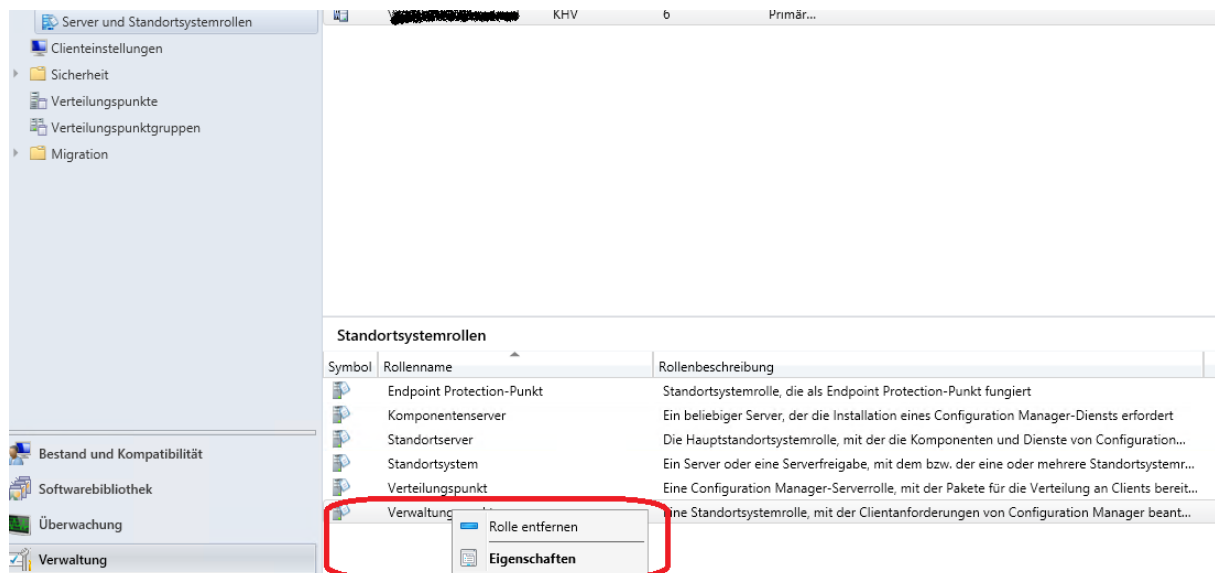 Server und Standortsystemrollen
Clienteinstellungen
Sicherheit
Verteilungspunkte
Verteilungspunktgruppen
Migration
Bestand und Kompatibilität
Softwarebibliothek
Überwachung
Verwaltung
KHV 6 Primär...
Standortsystemrollen
Symbol Rollenname Rollenbeschreibung
Endpoint Protection-Punkt Standortsystemrolle, die als Endpoint Protection-Punkt fungiert
Komponentenserver Ein beliebiger Server, der die Installation eines Configuration Manager-Diensts erfordert
Standortserver Die Hauptstandortsystemrolle, mit der die Komponenten und Dienste von Configuration...
Standortsystem Ein Server oder eine Serverfreigabe, mit dem bzw. der eine oder mehrere Standortsystemr...
Verteilungspunkt Eine Configuration Manager-Serverrolle, mit der Pakete für die Verteilung an Clients bereit...
Eine Standortsystemrolle, mit der Clientanforderungen von Configuration Manager beant...
Rolle entfernen
Eigenschaften